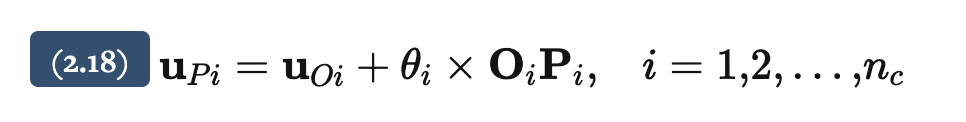 (2.18) u_{Pi} = u_{Oi} + θ_i × O_iP_i, i = 1,2,...,n_c